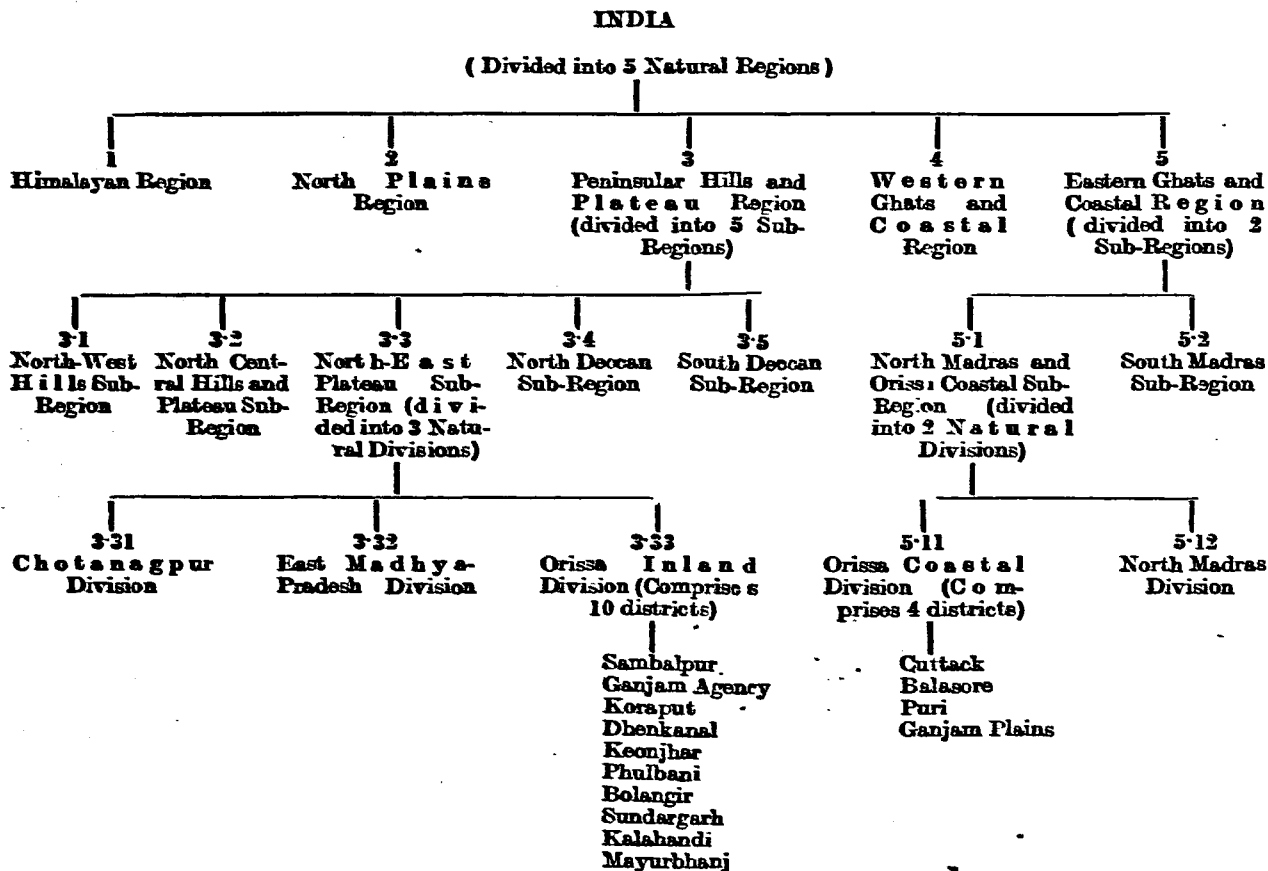 INDIA
( Divided into 5 Natural Regions )
1
Himalayan Region
2
North Plains
Region
3
Peninsular Hills and
Plateau Region
(divided into 5 Sub-
Regions)
4
Western
Ghats and
Coastal
Region
5
Eastern Ghats and
Coastal Region
( divided into 2
Sub-Regions)
3·1
North-West
Hills Sub-
Region
3·2
North Cent-
ral Hills and
Plateau Sub-
Region
3·3
North-East
Plateau Sub-
Region (divi-
ded into 3 Natu-
ral Divisions)
3·4
North Deccan
Sub-Region
3·5
South Deccan
Sub-Region
5·1
North Madras and
Orissa Coastal Sub-
Region (divided
into 2 Natural
Divisions)
5·2
South Madras
Sub-Region
3·31
Chotanagpur
Division
3·32
East Madhya-
Pradesh Division
3·33
Orissa Inland
Division (Comprises
10 districts)
5·11
Orissa Coastal
Division (Com-
prises 4 districts)
5·12
North Madras
Division
Sambalpur
Ganjam Agency
Koraput
Dhenkanal
Keonjhar
Phulbani
Bolangir
Sundargarh
Kalahandi
Mayurbhanj
Cuttack
Balasore
Puri
Ganjam Plains